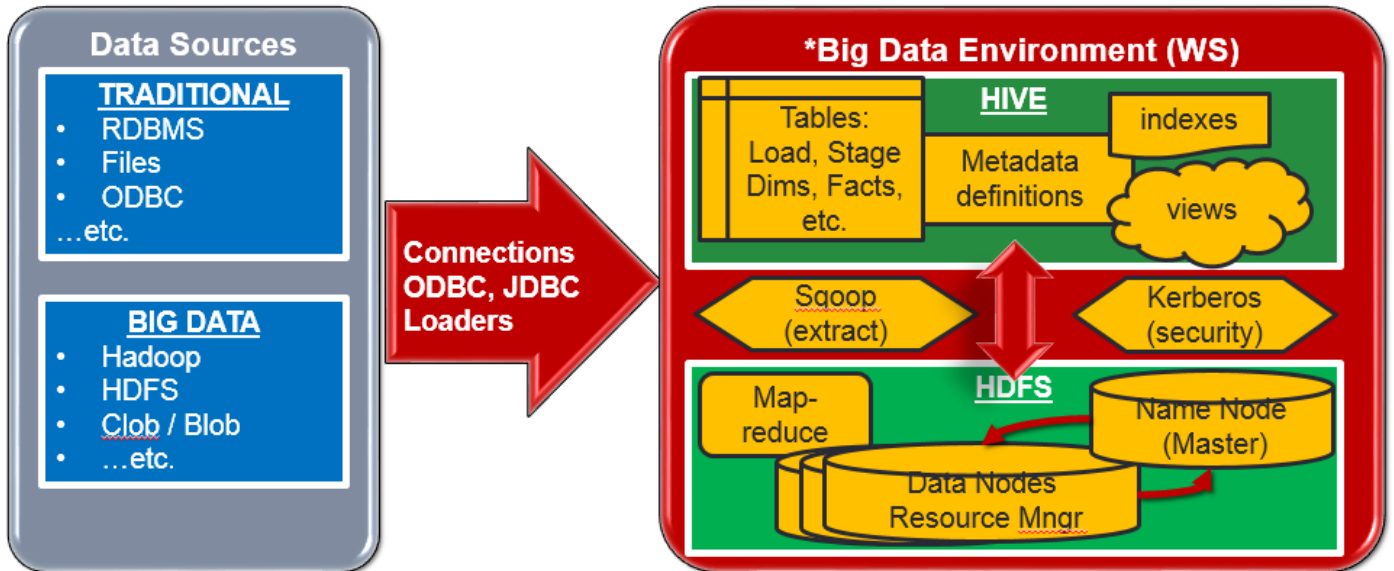 Data Sources
TRADITIONAL
• RDBMS
• Files
• ODBC
…etc.
BIG DATA
• Hadoop
• HDFS
• Clob / Blob
• …etc.
Connections
ODBC, JDBC
Loaders
*Big Data Environment (WS)
HIVE
Tables:
Load, Stage
Dims, Facts,
etc.
Metadata
definitions
indexes
views
Sqoop
(extract)
Kerberos
(security)
HDFS
Map-
reduce
Name Node
(Master)
Data Nodes
Resource Mngr